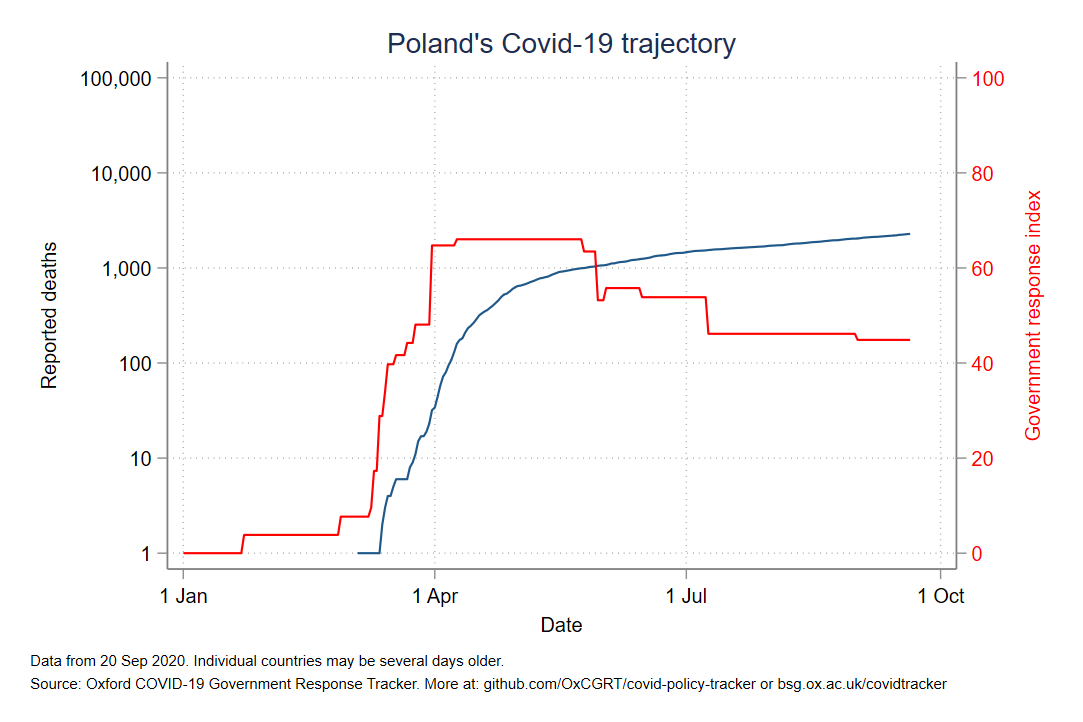 Poland's Covid-19 trajectory
100,000
10,000
1,000
100
10
1
Reported deaths
100
80
60
40
20
0
Government response index
1 Jan
1 Apr
1 Jul
1 Oct
Date
Data from 20 Sep 2020. Individual countries may be several days older.
Source: Oxford COVID-19 Government Response Tracker. More at: github.com/OxCGRT/covid-policy-tracker or bsg.ox.ac.uk/covidtracker